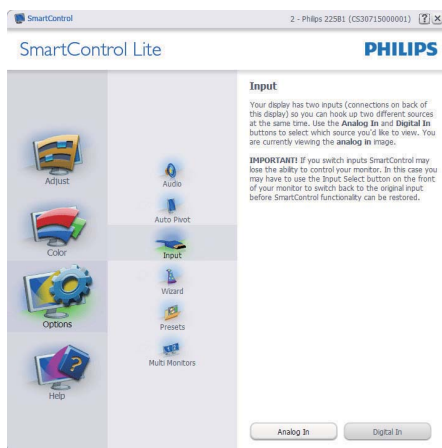 SmartControl
2 - Philips 225B1 (CS30715000001)
SmartControl Lite
PHILIPS
Adjust
Color
Options
Help
Audio
Auto Pivot
Input
Wizard
Presets
Multi Monitors
Input
Your display has two inputs (connections on back of
this display) so you can hook up two different sources
at the same time. Use the Analog In and Digital In
buttons to select which source you'd like to view. You
are currently viewing the analog in image.
IMPORTANT! If you switch inputs SmartControl may
lose the ability to control your monitor. In this case you
may have to use the Input Select button on the front
of your monitor to switch back to the original input
before SmartControl functionality can be restored.
Analog In
Digital In